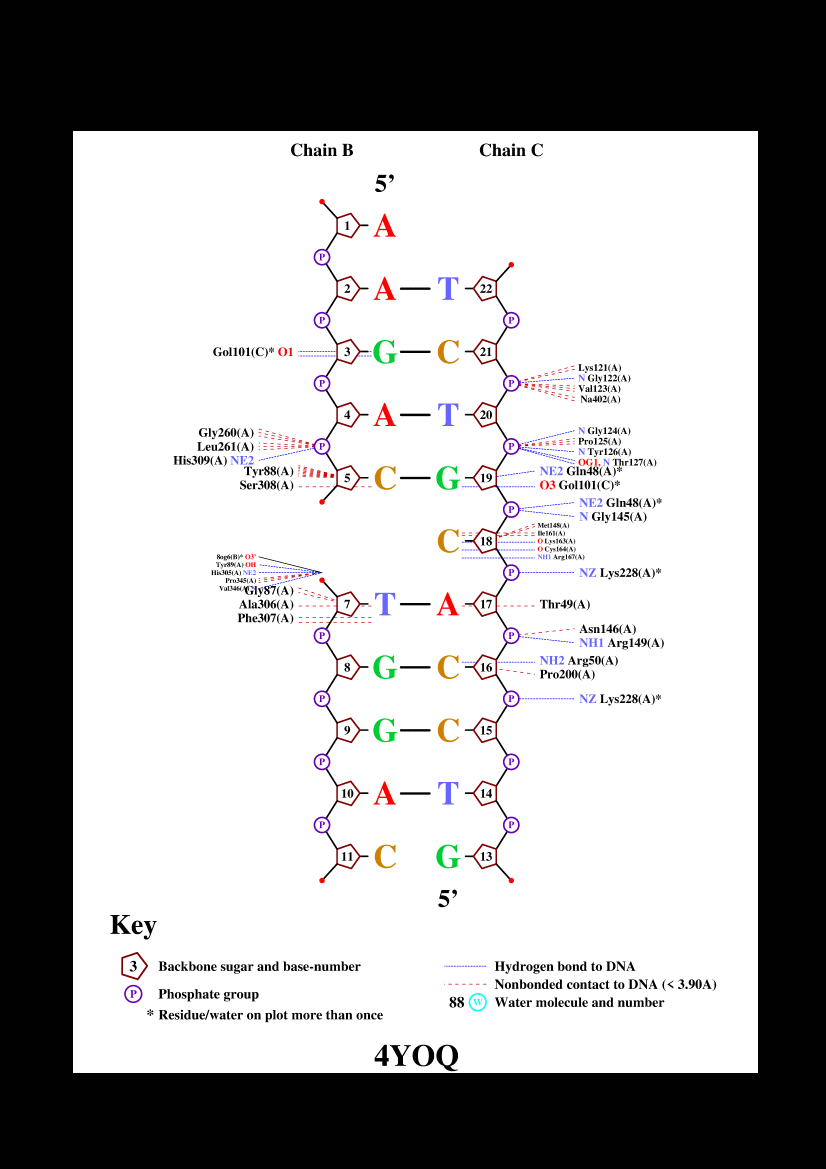 Chain B Chain C
5’
1 A
P
2 A T 22
P P
Gol101(C)* O1 3 G C 21
Lys121(A)
P P N Gly122(A)
Val123(A)
Na402(A)
4 A T 20
N Gly124(A)
Gly260(A) Pro125(A)
Leu261(A) P P N Tyr126(A)
His309(A) NE2 OG1, N Thr127(A)
Tyr88(A) 5 C G 19 NE2 Gln48(A)*
Ser308(A) O3 Gol101(C)*
P NE2 Gln48(A)*
N Gly145(A)
Met148(A)
Ile161(A)
C 18 O Lys163(A)
O Cys164(A)
NH1 Arg167(A)
8og6(B)* O3'
Tyr89(A) OH
His305(A) NE2 P NZ Lys228(A)*
Pro345(A)
Val346(A)
Gly87(A)
Ala306(A) 7 T A 17 Thr49(A)
Phe307(A)
P P Asn146(A)
NH1 Arg149(A)
8 G C 16 NH2 Arg50(A)
Pro200(A)
P P NZ Lys228(A)*
9 G C 15
P P
10 A T 14
P P
11 C G 13
5’
Key
3 Backbone sugar and base-number
P Phosphate group
* Residue/water on plot more than once
Hydrogen bond to DNA
Nonbonded contact to DNA (< 3.90A)
88 W Water molecule and number
4YOQ